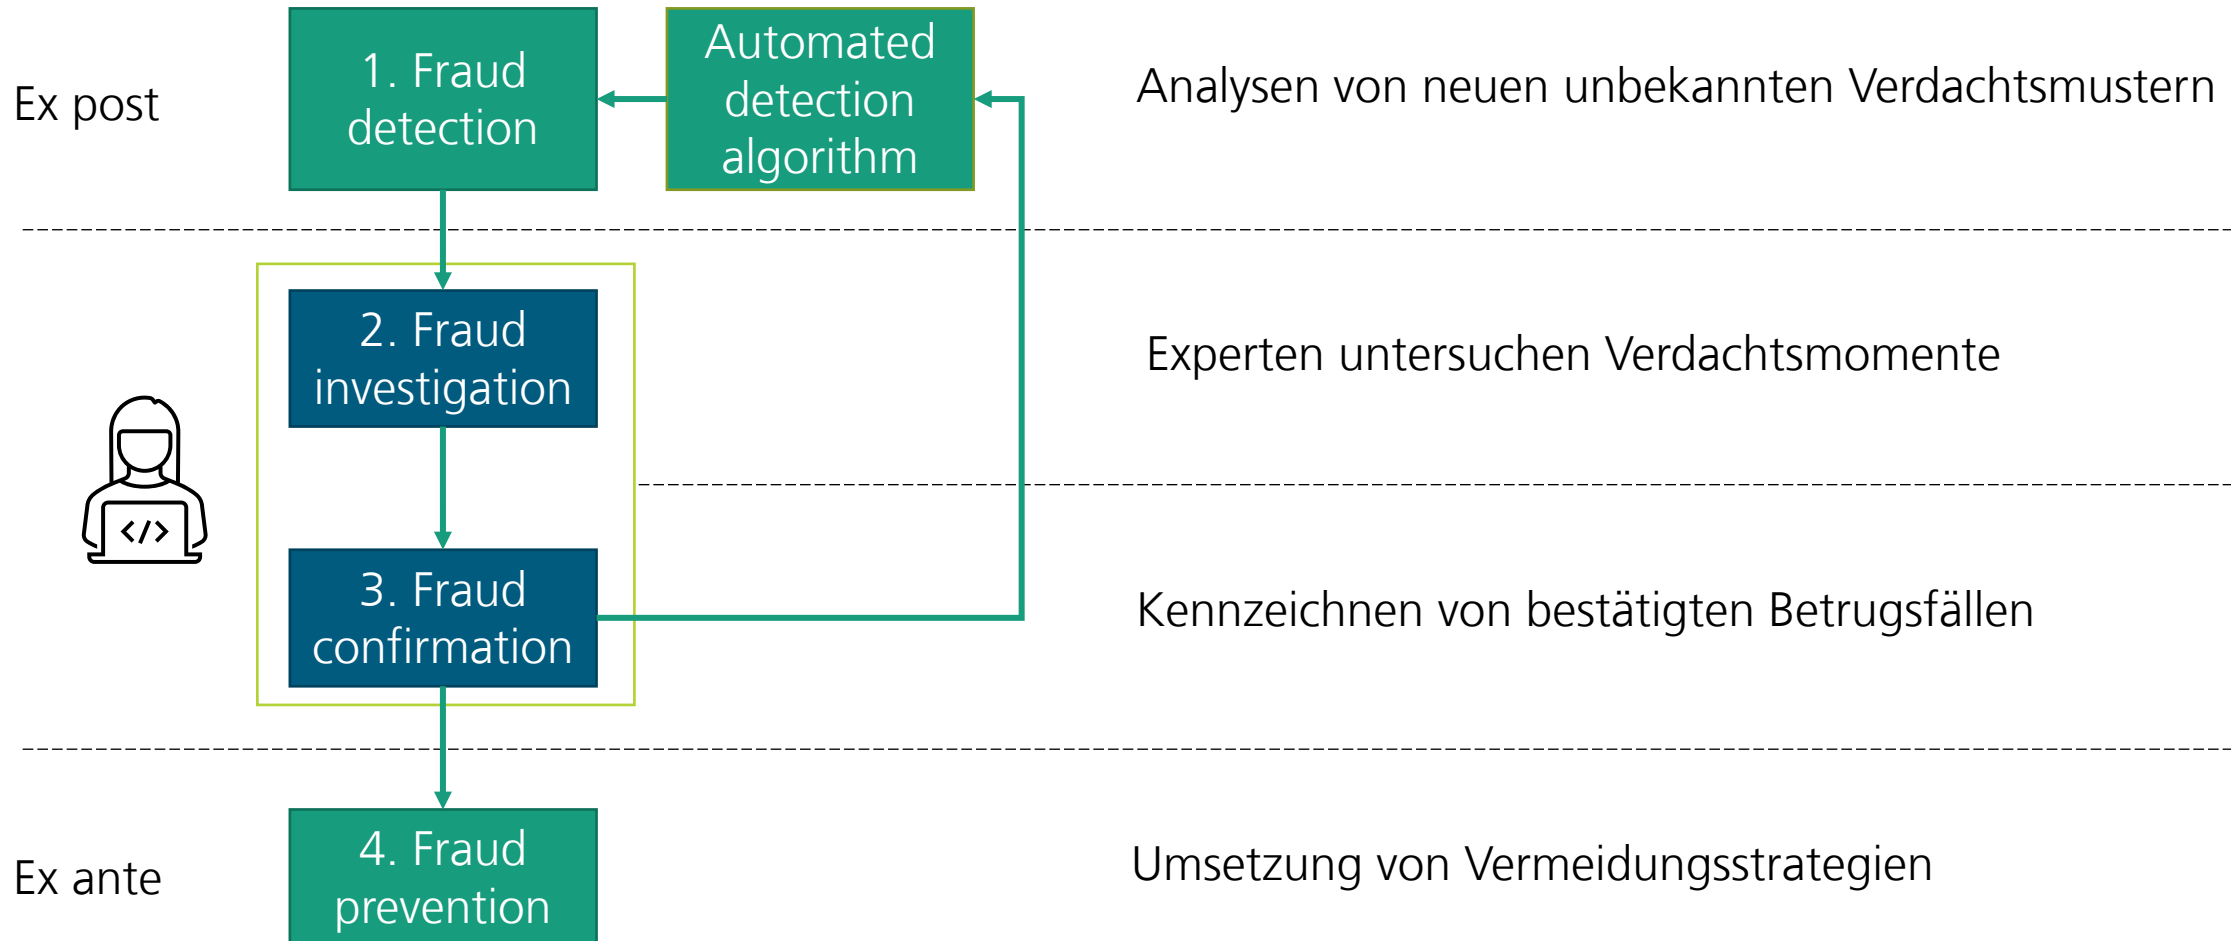 Ex post
1. Fraud
detection
Automated
detection
algorithm
Analysen von neuen unbekannten Verdachtsmustern
2. Fraud
investigation
Experten untersuchen Verdachtsmomente
</>
3. Fraud
confirmation
Kennzeichnen von bestätigten Betrugsfällen
Ex ante
4. Fraud
prevention
Umsetzung von Vermeidungsstrategien